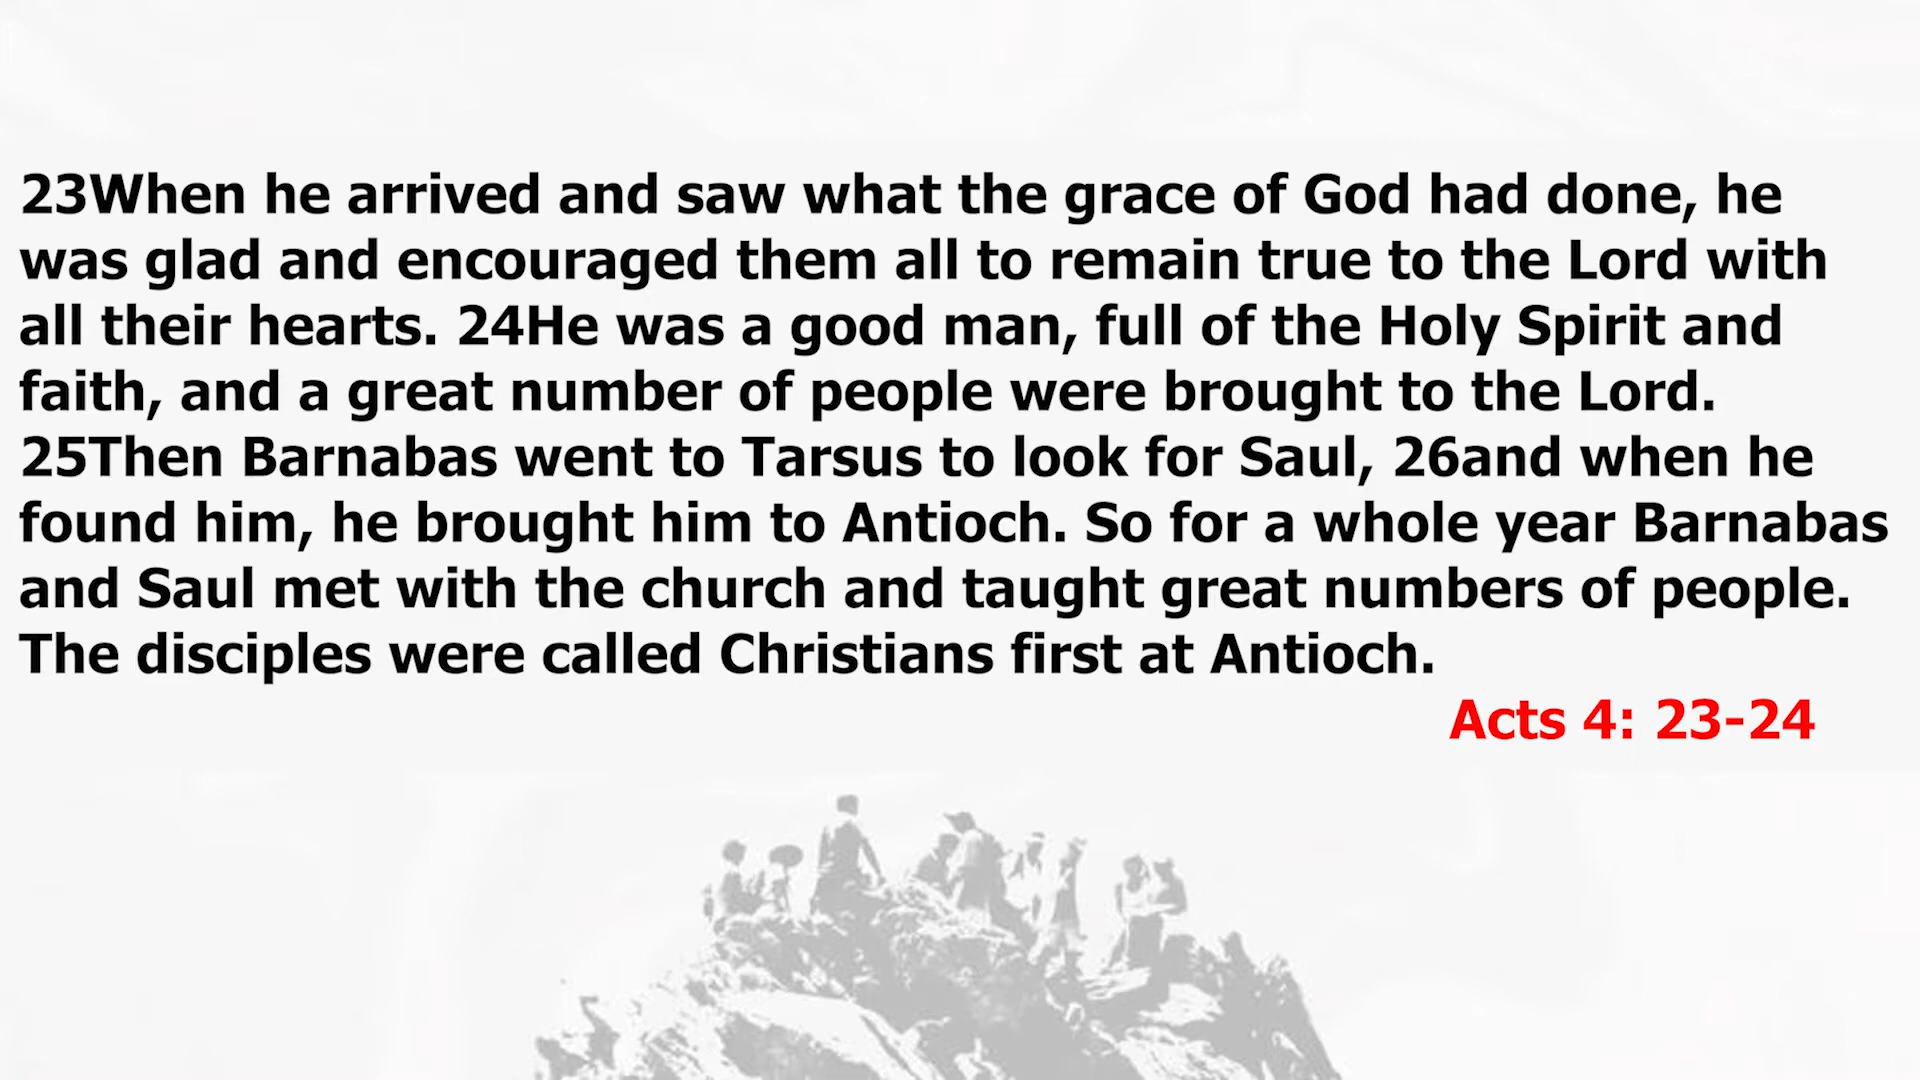 23When he arrived and saw what the grace of God had done, he
was glad and encouraged them all to remain true to the Lord with
all their hearts. 24He was a good man, full of the Holy Spirit and
faith, and a great number of people were brought to the Lord.
25Then Barnabas went to Tarsus to look for Saul, 26and when he
found him, he brought him to Antioch. So for a whole year Barnabas
and Saul met with the church and taught great numbers of people.
The disciples were called Christians first at Antioch.
Acts 4: 23-24